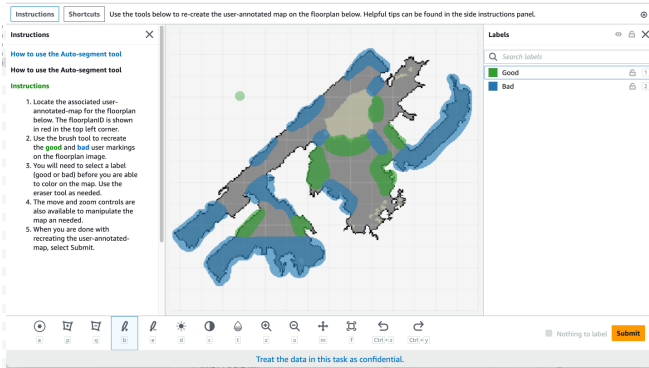 Instructions
Shortcuts
Use the tools below to re-create the user-annotated map on the floorplan below. Helpful tips can be found in the side instructions panel.
Instructions
How to use the Auto-segment tool
How to use the Auto-segment tool
Instructions
1. Locate the associated user-
annotated-map for the floorplan
below. The floorplanID is shown
in red in the top left corner.
2. Use the brush tool to recreate
the good and bad user markings
on the floorplan image.
3. You will need to select a label
(good or bad) before you are able
to color on the map. Use the
eraser tool as needed.
4. The move and zoom controls are
also available to manipulate the
map an needed.
5. When you are done with
recreating the user-annotated-
map, select Submit.
Labels
Search labels
Good 1
Bad 2
a
p
q
b
e
d
c
t
z
o
m
f
Ctrl+z
Ctrl+y
Nothing to label
Submit
Treat the data in this task as confidential.